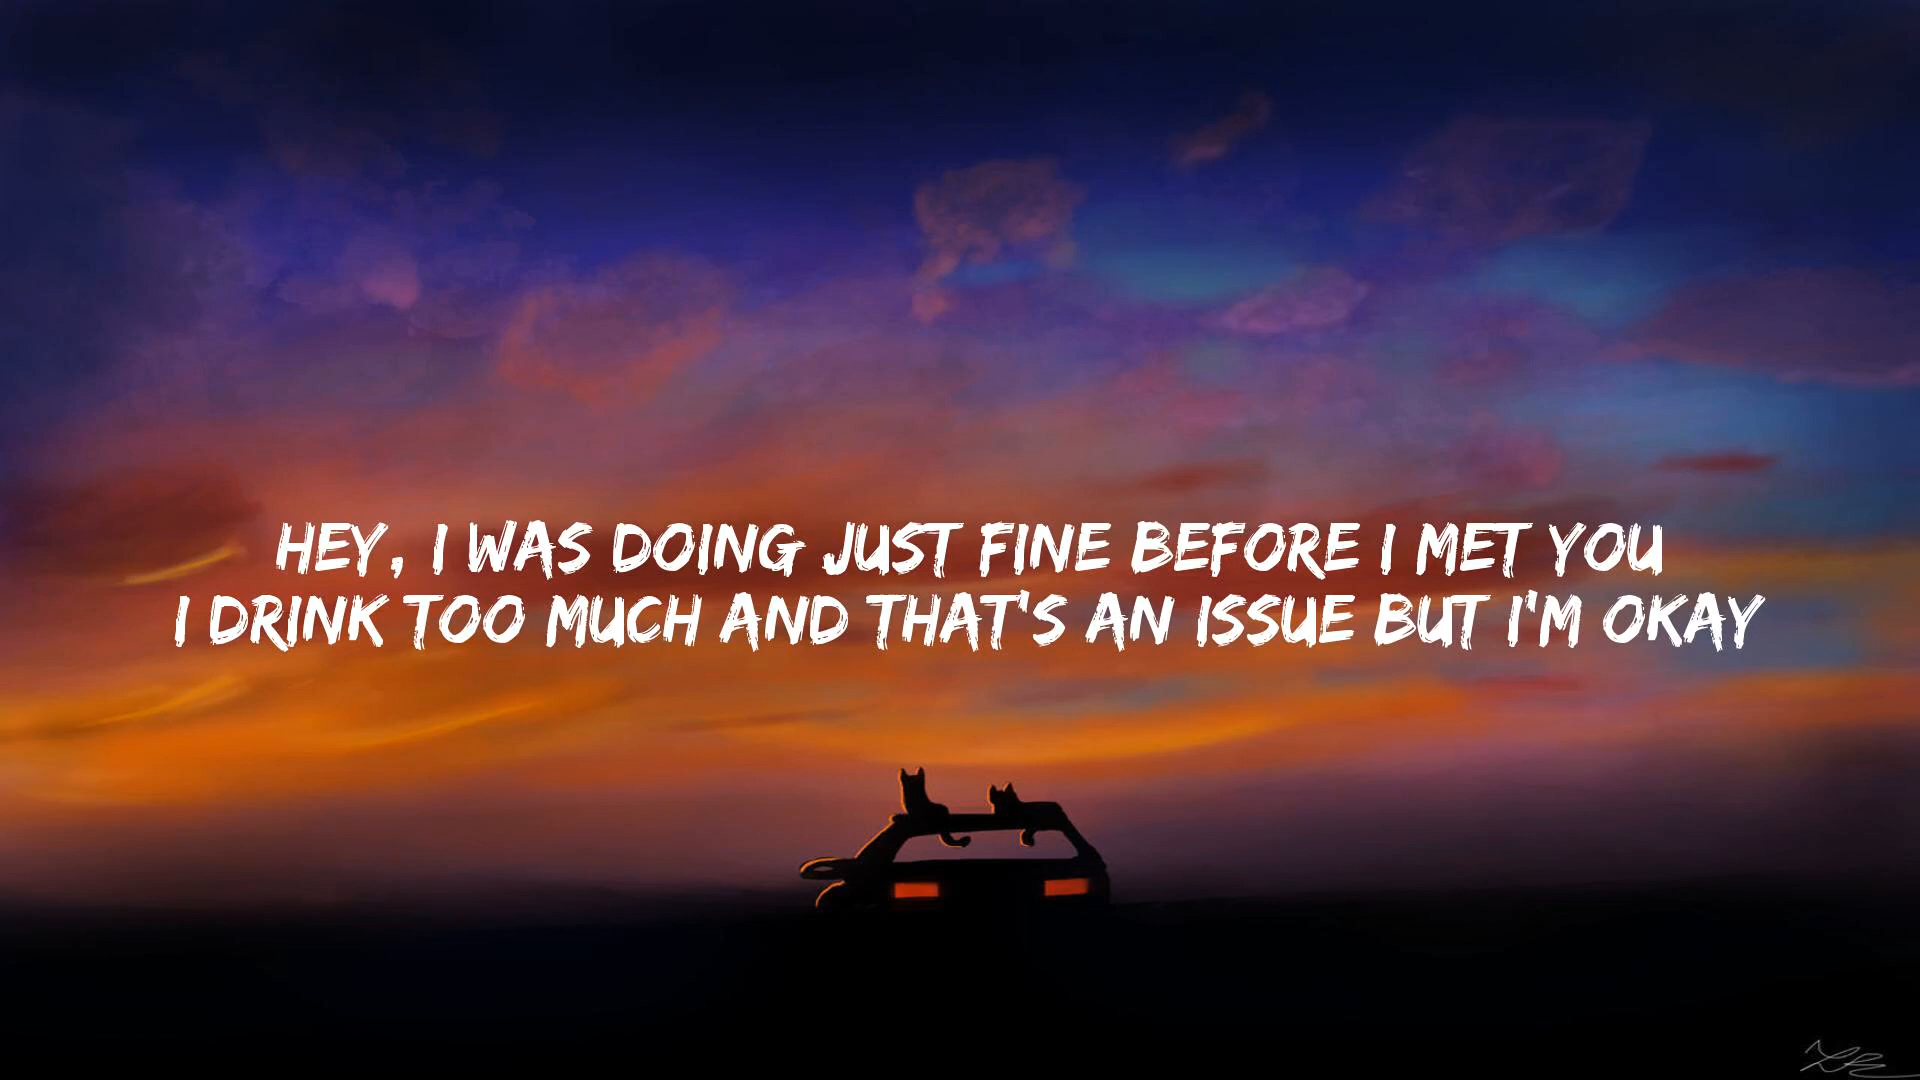 HEY, I WAS DOING JUST FINE BEFORE I MET YOU
I DRINK TOO MUCH AND THAT'S AN ISSUE BUT I'M OKAY